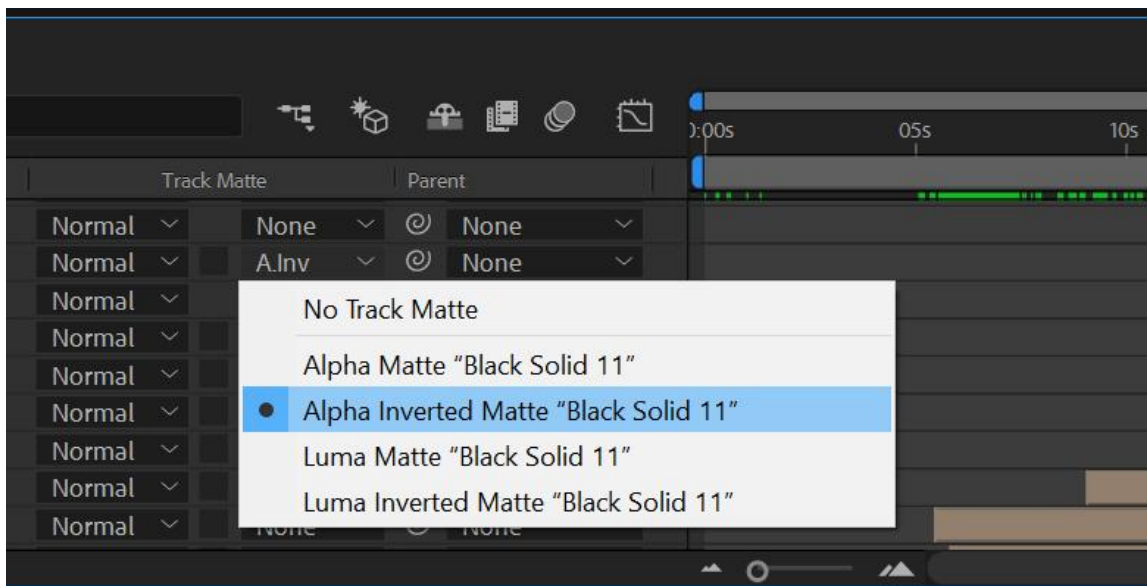 0:00s 05s 10s
Track Matte Parent
Normal None None
Normal A.Inv None
Normal
No Track Matte
Normal
Normal
Alpha Matte “Black Solid 11”
Normal
Alpha Inverted Matte “Black Solid 11”
Normal
Luma Matte “Black Solid 11”
Normal
Luma Inverted Matte “Black Solid 11”
Normal None None